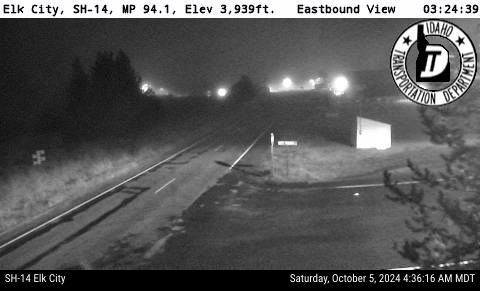 Elk City, SH-14, MP 94.1, Elev 3,939ft. Eastbound View 03:24:39
IDAHO
TRANSPORTATION DEPARTMENT
SH-14 Elk City Saturday, October 5, 2024 4:36:16 AM MDT